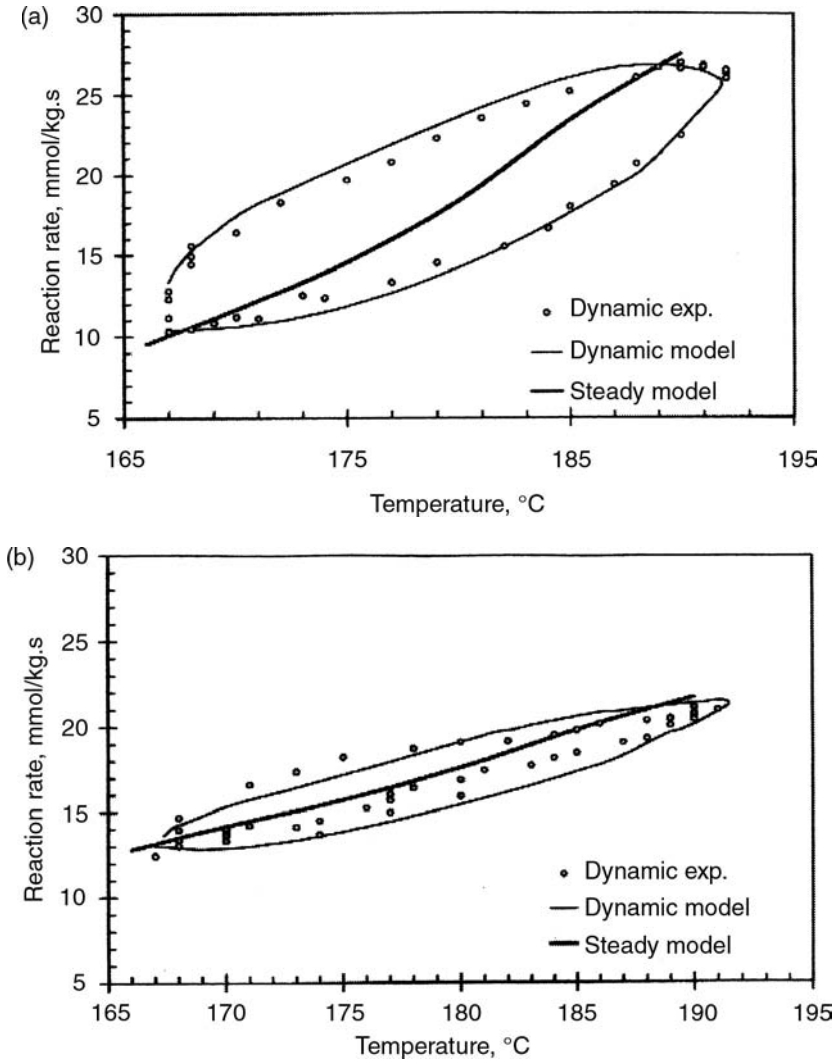 (a)
30
25
20
15
10
5
Reaction rate, mmol/kg.s
Dynamic exp.
Dynamic model
Steady model
165
175
185
195
Temperature, °C
(b)
30
25
20
15
10
5
Reaction rate, mmol/kg.s
Dynamic exp.
Dynamic model
Steady model
165
170
175
180
185
190
195
Temperature, °C